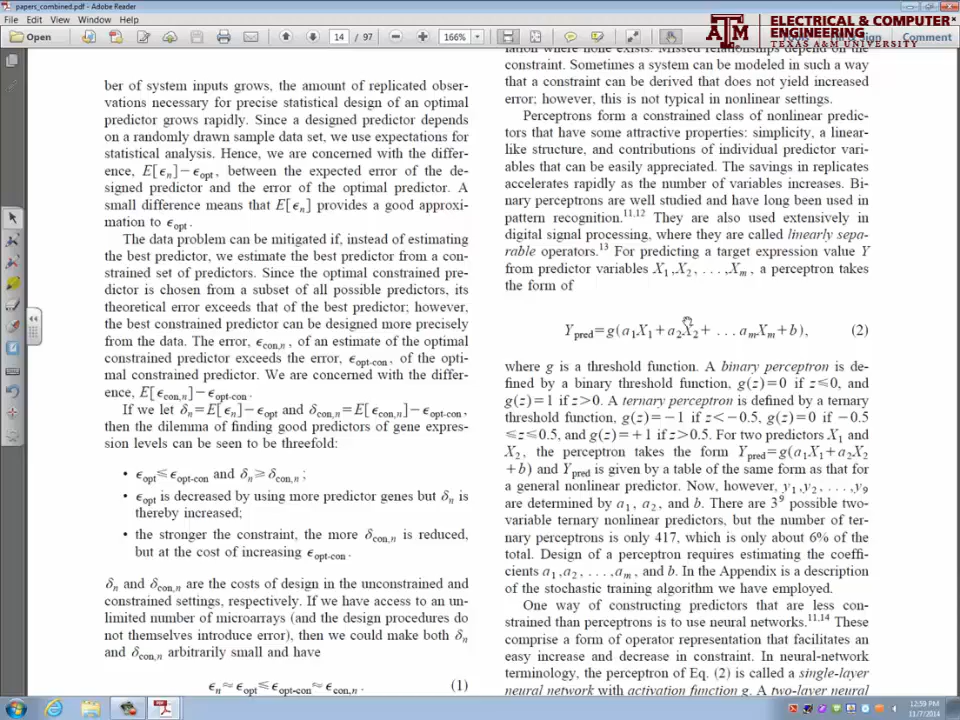 papers_combined.pdf - Adobe Reader
File Edit View Window Help
Open
14 / 97
166%
Comment
ELECTRICAL & COMPUTER
ENGINEERING
TEXAS A&M UNIVERSITY
ber of system inputs grows, the amount of replicated obser-
vations necessary for precise statistical design of an optimal
predictor grows rapidly. Since a designed predictor depends
on a randomly drawn sample data set, we use expectations for
statistical analysis. Hence, we are concerned with the differ-
ence, E[ϵn]−ϵopt, between the expected error of the de-
signed predictor and the error of the optimal predictor. A
small difference means that E[ϵn] provides a good approxi-
mation to ϵopt.
The data problem can be mitigated if, instead of estimating
the best predictor, we estimate the best predictor from a con-
strained set of predictors. Since the optimal constrained pre-
dictor is chosen from a subset of all possible predictors, its
theoretical error exceeds that of the best predictor; however,
the best constrained predictor can be designed more precisely
from the data. The error, ϵcon,n, of an estimate of the optimal
constrained predictor exceeds the error, ϵopt-con, of the opti-
mal constrained predictor. We are concerned with the differ-
ence, E[ϵcon,n]−ϵopt-con.
If we let δn=E[ϵn]−ϵopt and δcon,n=E[ϵcon,n]−ϵopt-con,
then the dilemma of finding good predictors of gene expres-
sion levels can be seen to be threefold:
• ϵopt≤ϵopt-con and δn≥δcon,n;
• ϵopt is decreased by using more predictor genes but δn is
thereby increased;
• the stronger the constraint, the more δcon,n is reduced,
but at the cost of increasing ϵopt-con.
δn and δcon,n are the costs of design in the unconstrained and
constrained settings, respectively. If we have access to an un-
limited number of microarrays (and the design procedures do
not themselves introduce error), then we could make both δn
and δcon,n arbitrarily small and have
ϵn≈ϵopt≤ϵopt-con≈ϵcon,n. (1)
lation where none exists. Missed relationships depend on the
constraint. Sometimes a system can be modeled in such a way
that a constraint can be derived that does not yield increased
error; however, this is not typical in nonlinear settings.
Perceptrons form a constrained class of nonlinear predic-
tors that have some attractive properties: simplicity, a linear-
like structure, and contributions of individual predictor vari-
ables that can be easily appreciated. The savings in replicates
accelerates rapidly as the number of variables increases. Bi-
nary perceptrons are well studied and have long been used in
pattern recognition.11,12 They are also used extensively in
digital signal processing, where they are called linearly sepa-
rable operators.13 For predicting a target expression value Y
from predictor variables X1,X2, . . . ,Xm, a perceptron takes
the form of
Ypred=g(a1X1+a2X2+ . . . amXm+b), (2)
where g is a threshold function. A binary perceptron is de-
fined by a binary threshold function, g(z)=0 if z≤0, and
g(z)=1 if z>0. A ternary perceptron is defined by a ternary
threshold function, g(z)=−1 if z<−0.5, g(z)=0 if −0.5
≤z≤0.5, and g(z)=+1 if z>0.5. For two predictors X1 and
X2, the perceptron takes the form Ypred=g(a1X1+a2X2
+b) and Ypred is given by a table of the same form as that for
a general nonlinear predictor. Now, however, y1,y2, . . . ,y9
are determined by a1, a2, and b. There are 3^9 possible two-
variable ternary nonlinear predictors, but the number of ter-
nary perceptrons is only 417, which is only about 6% of the
total. Design of a perceptron requires estimating the coeffi-
cients a1,a2, . . . ,am, and b. In the Appendix is a description
of the stochastic training algorithm we have employed.
One way of constructing predictors that are less con-
strained than perceptrons is to use neural networks.11,14 These
comprise a form of operator representation that facilitates an
easy increase and decrease in constraint. In neural-network
terminology, the perceptron of Eq. (2) is called a single-layer
neural network with activation function g. A two-layer neural
12:59 PM
11/7/2014